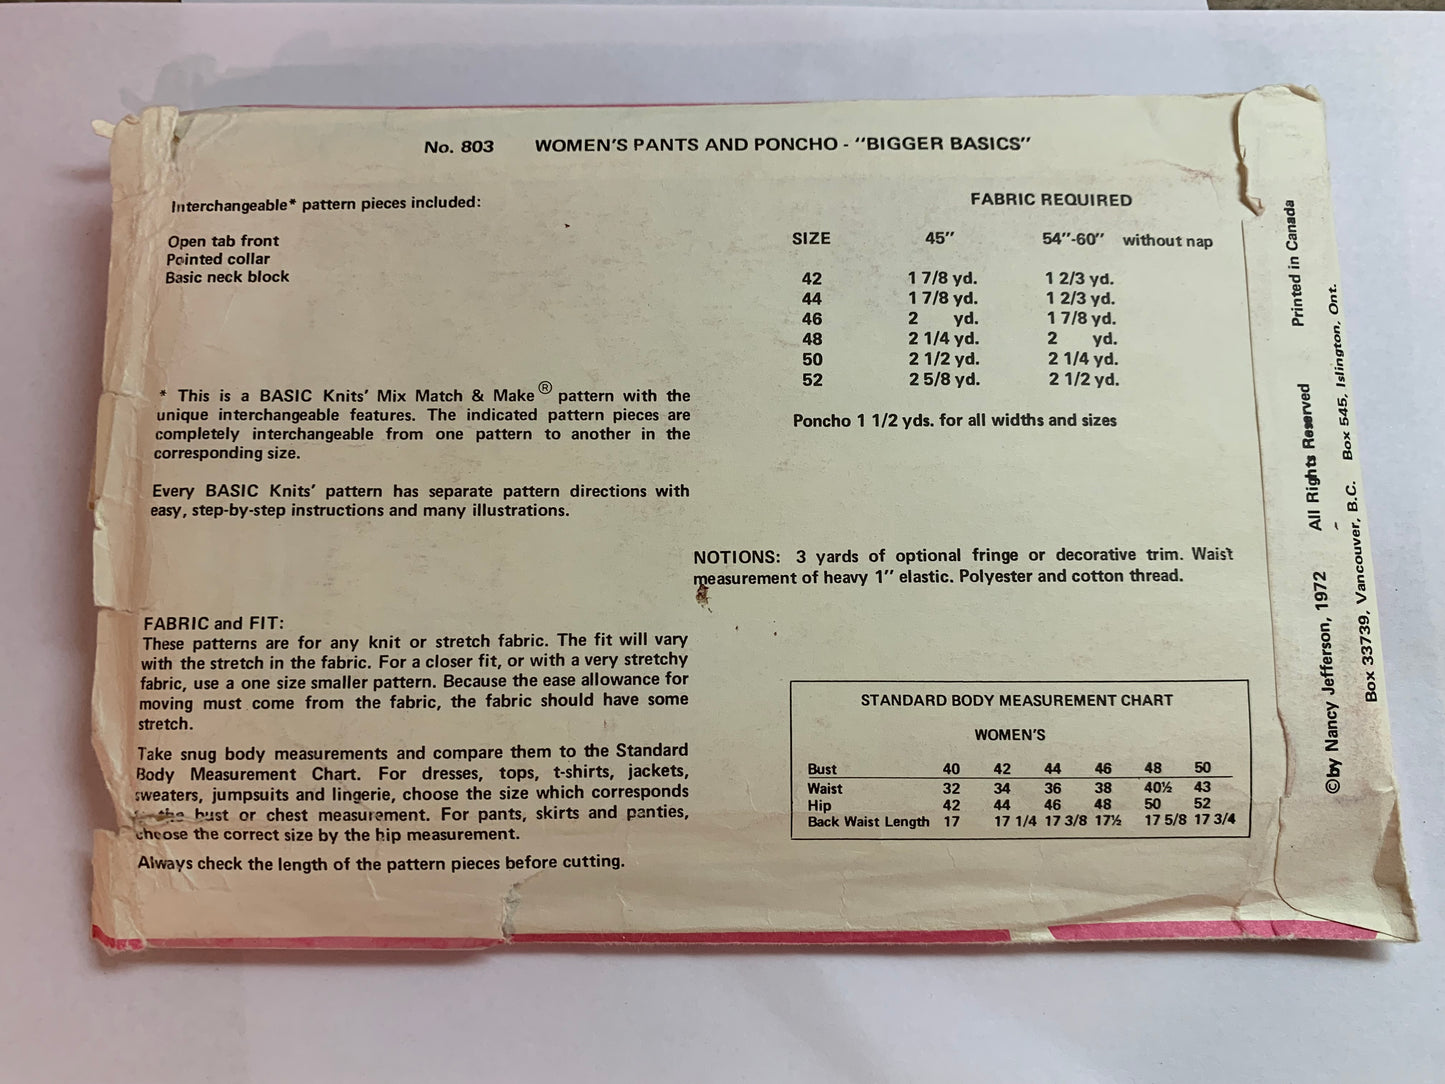 No. 803 WOMEN'S PANTS AND PONCHO - "BIGGER BASICS"
Interchangeable* pattern pieces included:
Open tab front
Pointed collar
Basic neck block
* This is a BASIC Knits' Mix Match & Make® pattern with the
unique interchangeable features. The indicated pattern pieces are
completely interchangeable from one pattern to another in the
corresponding size.
Every BASIC Knits' pattern has separate pattern directions with
easy, step-by-step instructions and many illustrations.
FABRIC and FIT:
These patterns are for any knit or stretch fabric. The fit will vary
with the stretch in the fabric. For a closer fit, or with a very stretchy
fabric, use a one size smaller pattern. Because the ease allowance for
moving must come from the fabric, the fabric should have some
stretch.
Take snug body measurements and compare them to the Standard
Body Measurement Chart. For dresses, tops, t-shirts, jackets,
sweaters, jumpsuits and lingerie, choose the size which corresponds
the bust or chest measurement. For pants, skirts and panties,
choose the correct size by the hip measurement.
Always check the length of the pattern pieces before cutting.
FABRIC REQUIRED
SIZE 45" 54"-60" without nap
42 1 7/8 yd. 1 2/3 yd.
44 1 7/8 yd. 1 2/3 yd.
46 2 yd. 1 7/8 yd.
48 2 1/4 yd. 2 yd.
50 2 1/2 yd. 2 1/4 yd.
52 2 5/8 yd. 2 1/2 yd.
Poncho 1 1/2 yds. for all widths and sizes
NOTIONS: 3 yards of optional fringe or decorative trim. Waist
measurement of heavy 1" elastic. Polyester and cotton thread.
STANDARD BODY MEASUREMENT CHART
WOMEN'S
Bust 40 42 44 46 48 50
Waist 32 34 36 38 40½ 43
Hip 42 44 46 48 50 52
Back Waist Length 17 17 1/4 17 3/8 17½ 17 5/8 17 3/4
©by Nancy Jefferson, 1972 All Rights Reserved Printed in Canada
Box 33739, Vancouver, B.C. Box 545, Islington, Ont.